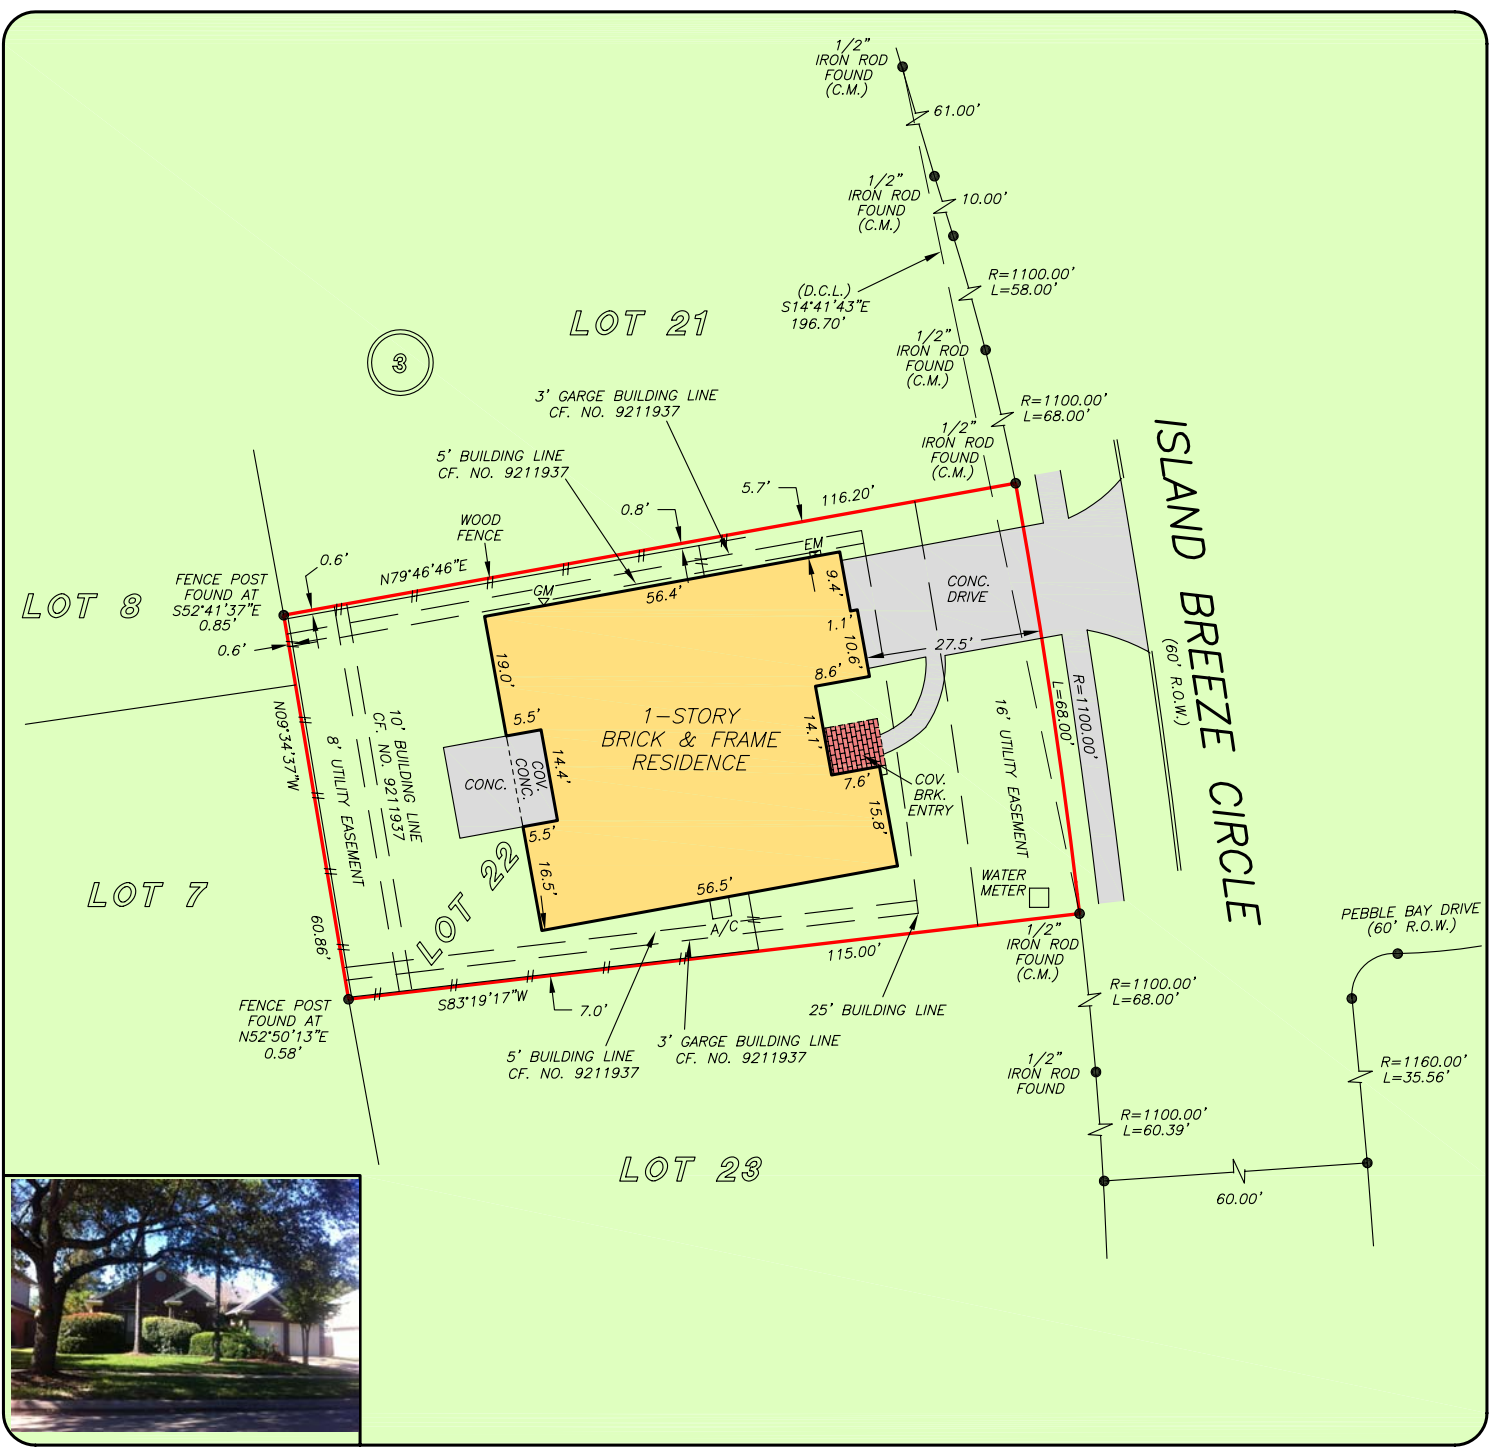 1/2"
IRON ROD
FOUND
(C.M.)
61.00'
1/2"
IRON ROD
FOUND
(C.M.)
10.00'
(D.C.L.)
S14°41'43"E
196.70'
R=1100.00'
L=58.00'
LOT 21
3
1/2"
IRON ROD
FOUND
(C.M.)
3' GARGE BUILDING LINE
CF. NO. 9211937
R=1100.00'
L=68.00'
1/2"
IRON ROD
FOUND
(C.M.)
5' BUILDING LINE
CF. NO. 9211937
ISLAND BREEZE CIRCLE
(60' R.O.W.)
5.7'
116.20'
0.8'
WOOD
FENCE
EM
0.6'
N79°46'46"E
FENCE POST
FOUND AT
S52°41'37"E
0.85'
LOT 8
GM
56.4'
9.4'
CONC.
DRIVE
1.1'
10.6'
27.5'
0.6'
19.0'
8.6'
N09°34'37"W
8' UTILITY EASEMENT
10' BUILDING LINE
CF. NO. 9211937
5.5'
1-STORY
BRICK & FRAME
RESIDENCE
14.1'
16' UTILITY EASEMENT
R=1100.00'
L=68.00'
CONC.
COV.
CONC.
14.4'
7.6'
COV.
BRK.
ENTRY
5.5'
15.8'
LOT 22
16.5'
56.5'
WATER
METER
LOT 7
60.86'
A/C
115.00'
1/2"
IRON ROD
FOUND
(C.M.)
PEBBLE BAY DRIVE
(60' R.O.W.)
FENCE POST
FOUND AT
N52°50'13"E
0.58'
S83°19'17"W
7.0'
25' BUILDING LINE
R=1100.00'
L=68.00'
5' BUILDING LINE
CF. NO. 9211937
3' GARGE BUILDING LINE
CF. NO. 9211937
1/2"
IRON ROD
FOUND
R=1160.00'
L=35.56'
R=1100.00'
L=60.39'
LOT 23
60.00'